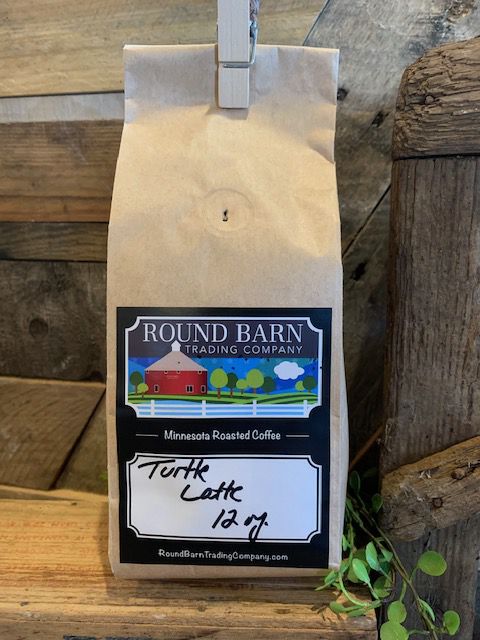 ROUND BARN
TRADING COMPANY
Minnesota Roasted Coffee
Turtle
Latte
12 oz.
RoundBarnTradingCompany.com